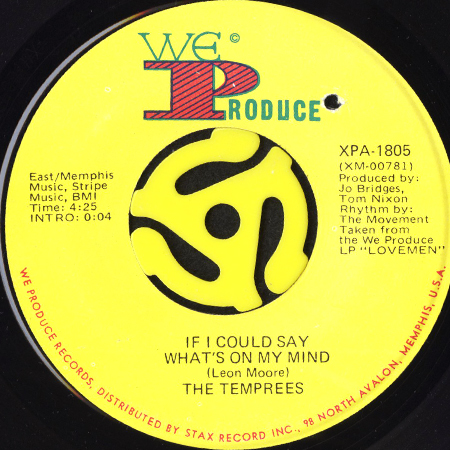 WE ©
PRODUCE
East/Memphis
Music, Stripe
Music, BMI
Time: 4:25
INTRO: 0:04
XPA-1805
(XM-00781)
Produced by:
Jo Bridges,
Tom Nixon
Rhythm by:
The Movement
Taken from
the We Produce
LP "LOVEMEN"
IF I COULD SAY
WHAT'S ON MY MIND
(Leon Moore)
THE TEMPREES
WE PRODUCE RECORDS, DISTRIBUTED BY STAX RECORD INC., 98 NORTH AVALON, MEMPHIS, U.S.A.